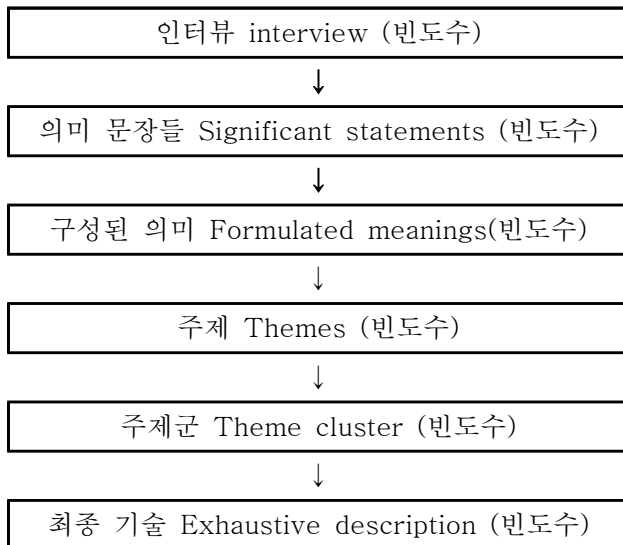 인터뷰 interview (빈도수)
↓
의미 문장들 Significant statements (빈도수)
↓
구성된 의미 Formulated meanings(빈도수)
↓
주제 Themes (빈도수)
↓
주제군 Theme cluster (빈도수)
↓
최종 기술 Exhaustive description (빈도수)